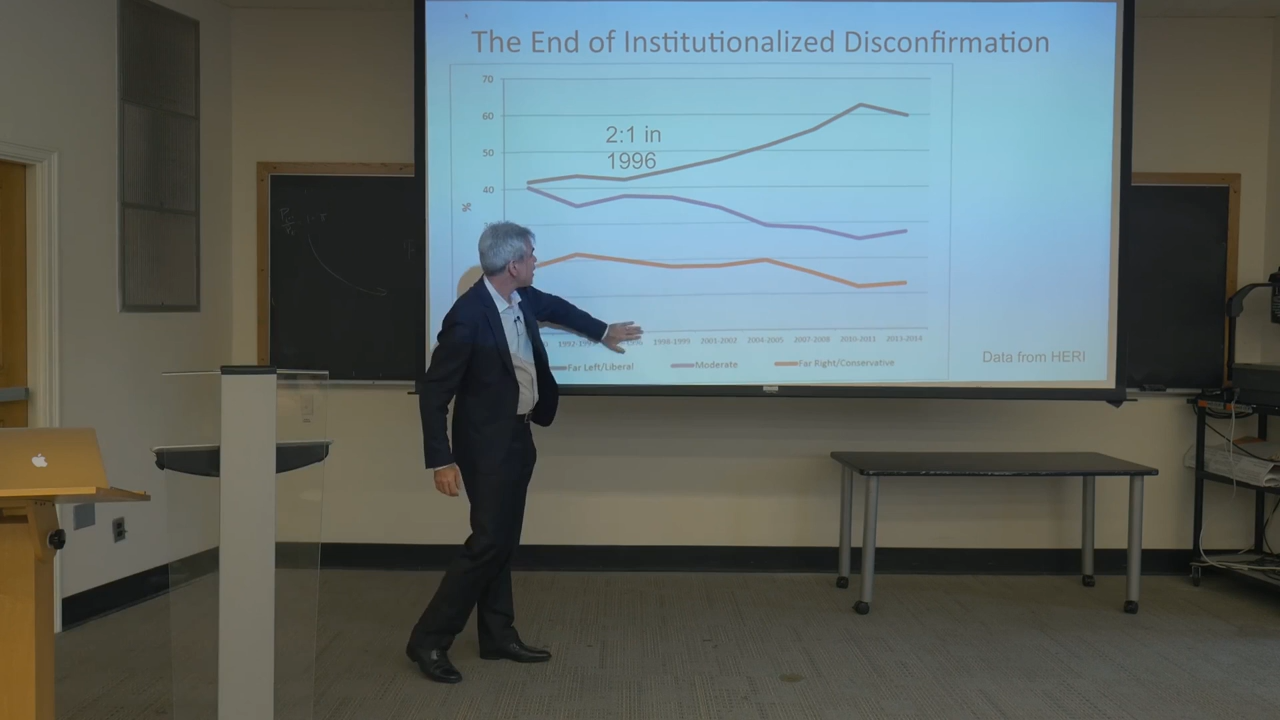 The End of Institutionalized Disconfirmation
70
60
2:1 in
1996
50
40
%
1998-1999
2001-2002
2004-2005
2007-2008
2010-2011
2013-2014
Far Left/Liberal
Moderate
Far Right/Conservative
Data from HERI